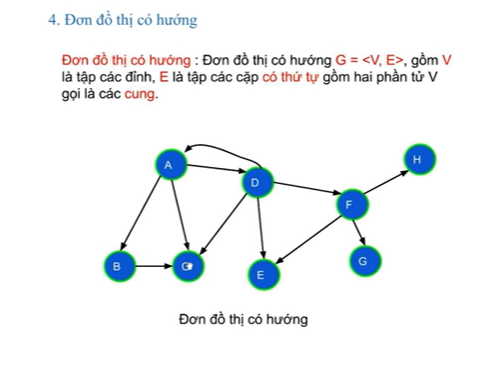 4. Đơn đồ thị có hướng
Đơn đồ thị có hướng : Đơn đồ thị có hướng G = <V, E>, gồm V
là tập các đỉnh, E là tập các cặp có thứ tự gồm hai phần tử V
gọi là các cung.
H
A
D
F
B
C
E
G
Đơn đồ thị có hướng